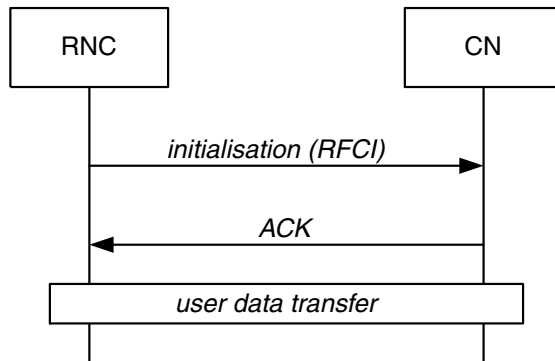 RNC
CN
initialisation (RFCI)
ACK
user data transfer